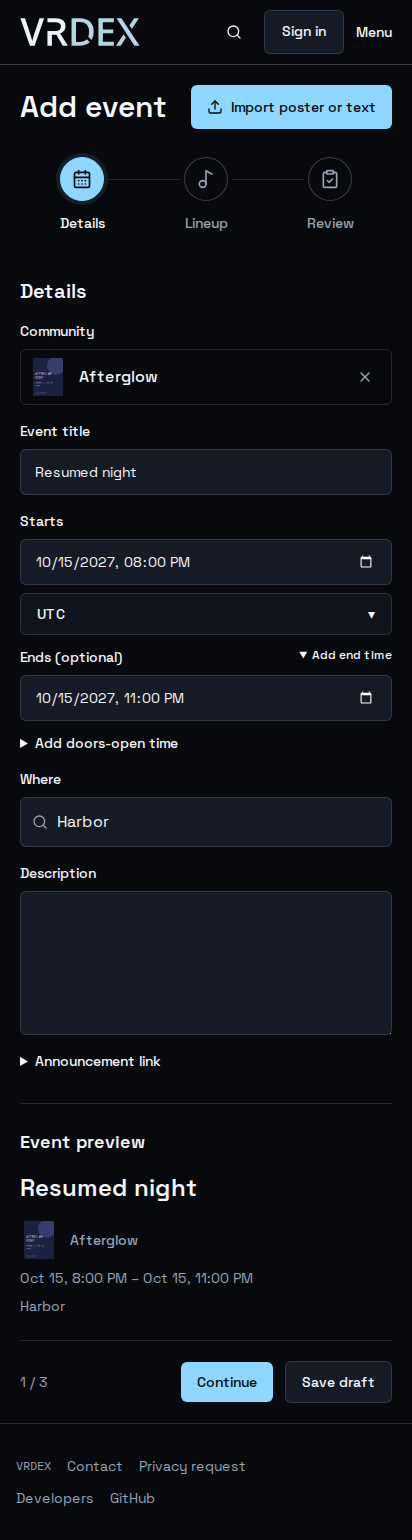 VRDEX
Sign in
Menu
Add event
Import poster or text
Details
Lineup
Review
Details
Community
Afterglow
Event title
Resumed night
Starts
10/15/2027, 08:00 PM
UTC
Ends (optional)
Add end time
10/15/2027, 11:00 PM
Add doors-open time
Where
Harbor
Description
Announcement link
Event preview
Resumed night
Afterglow
Oct 15, 8:00 PM – Oct 15, 11:00 PM
Harbor
1 / 3
Continue
Save draft
VRDEX
Contact
Privacy request
Developers
GitHub